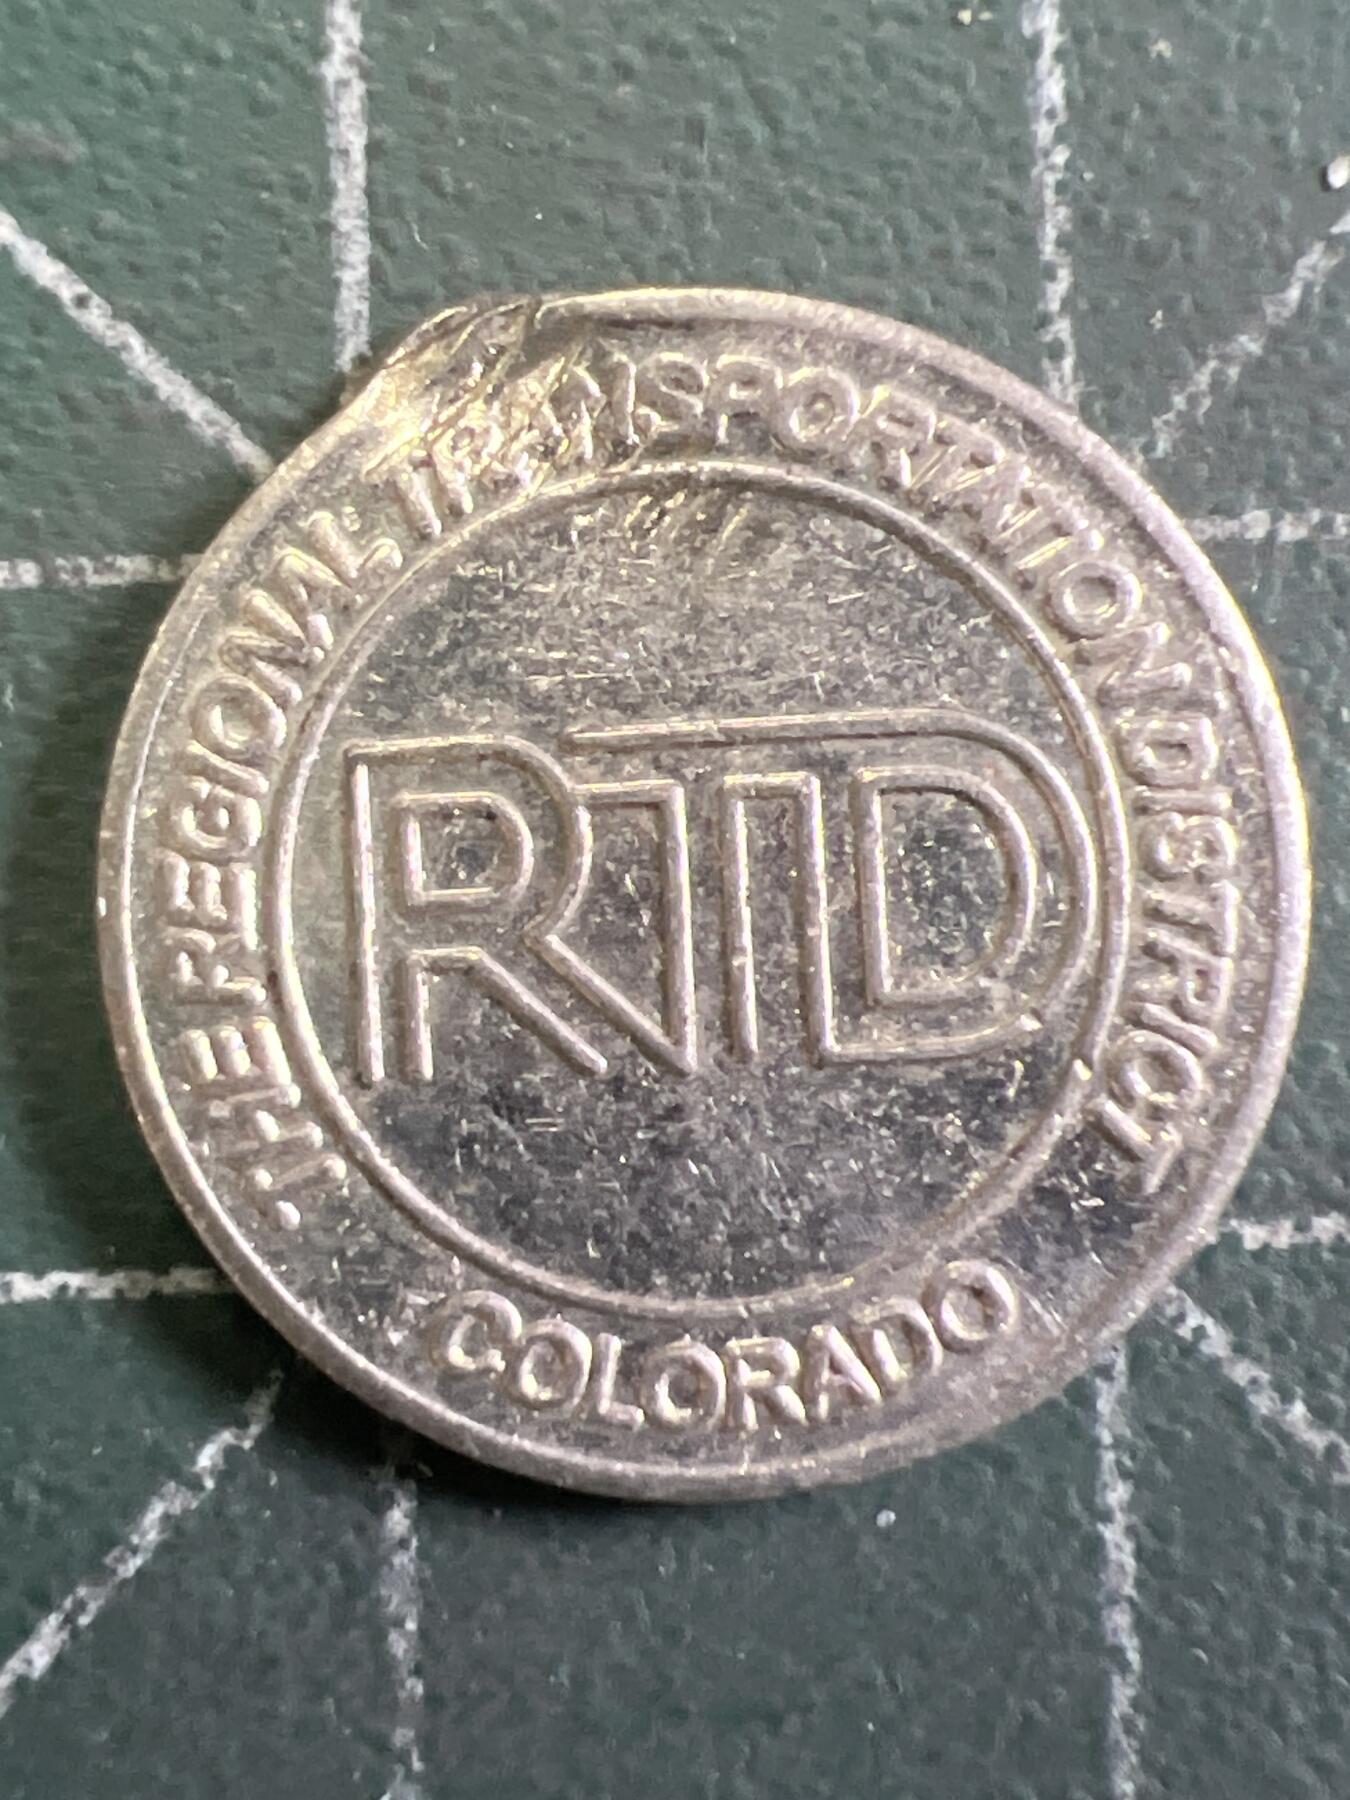 THE REGIONAL TRANSPORTATION DISTRICT
RTD
COLORADO